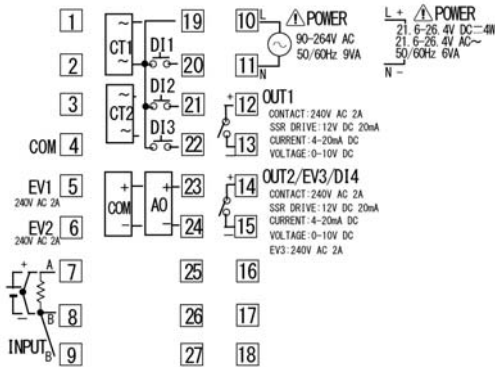 1 CT1 19 10 L ⚠ POWER L + ⚠ POWER
90-264V AC
50/60Hz 9VA
21.6-26.4V DC 4W
21.6-26.4V AC~
50/60Hz 6VA
N -
2 DI1 20 11 N
3 CT2 DI2 21 + 12 OUT1
CONTACT:240V AC 2A
SSR DRIVE:12V DC 20mA
CURRENT:4-20mA DC
VOLTAGE:0-10V DC
COM 4 DI3 22 - 13
EV1 5 + COM - + AO - 23 + 14 OUT2/EV3/DI4
240V AC 2A
CONTACT:240V AC 2A
SSR DRIVE:12V DC 20mA
CURRENT:4-20mA DC
VOLTAGE:0-10V DC
EV3:240V AC 2A
EV2 6 24 - 15
240V AC 2A
+ A 7 25 16
- B 8 26 17
INPUT B 9 27 18